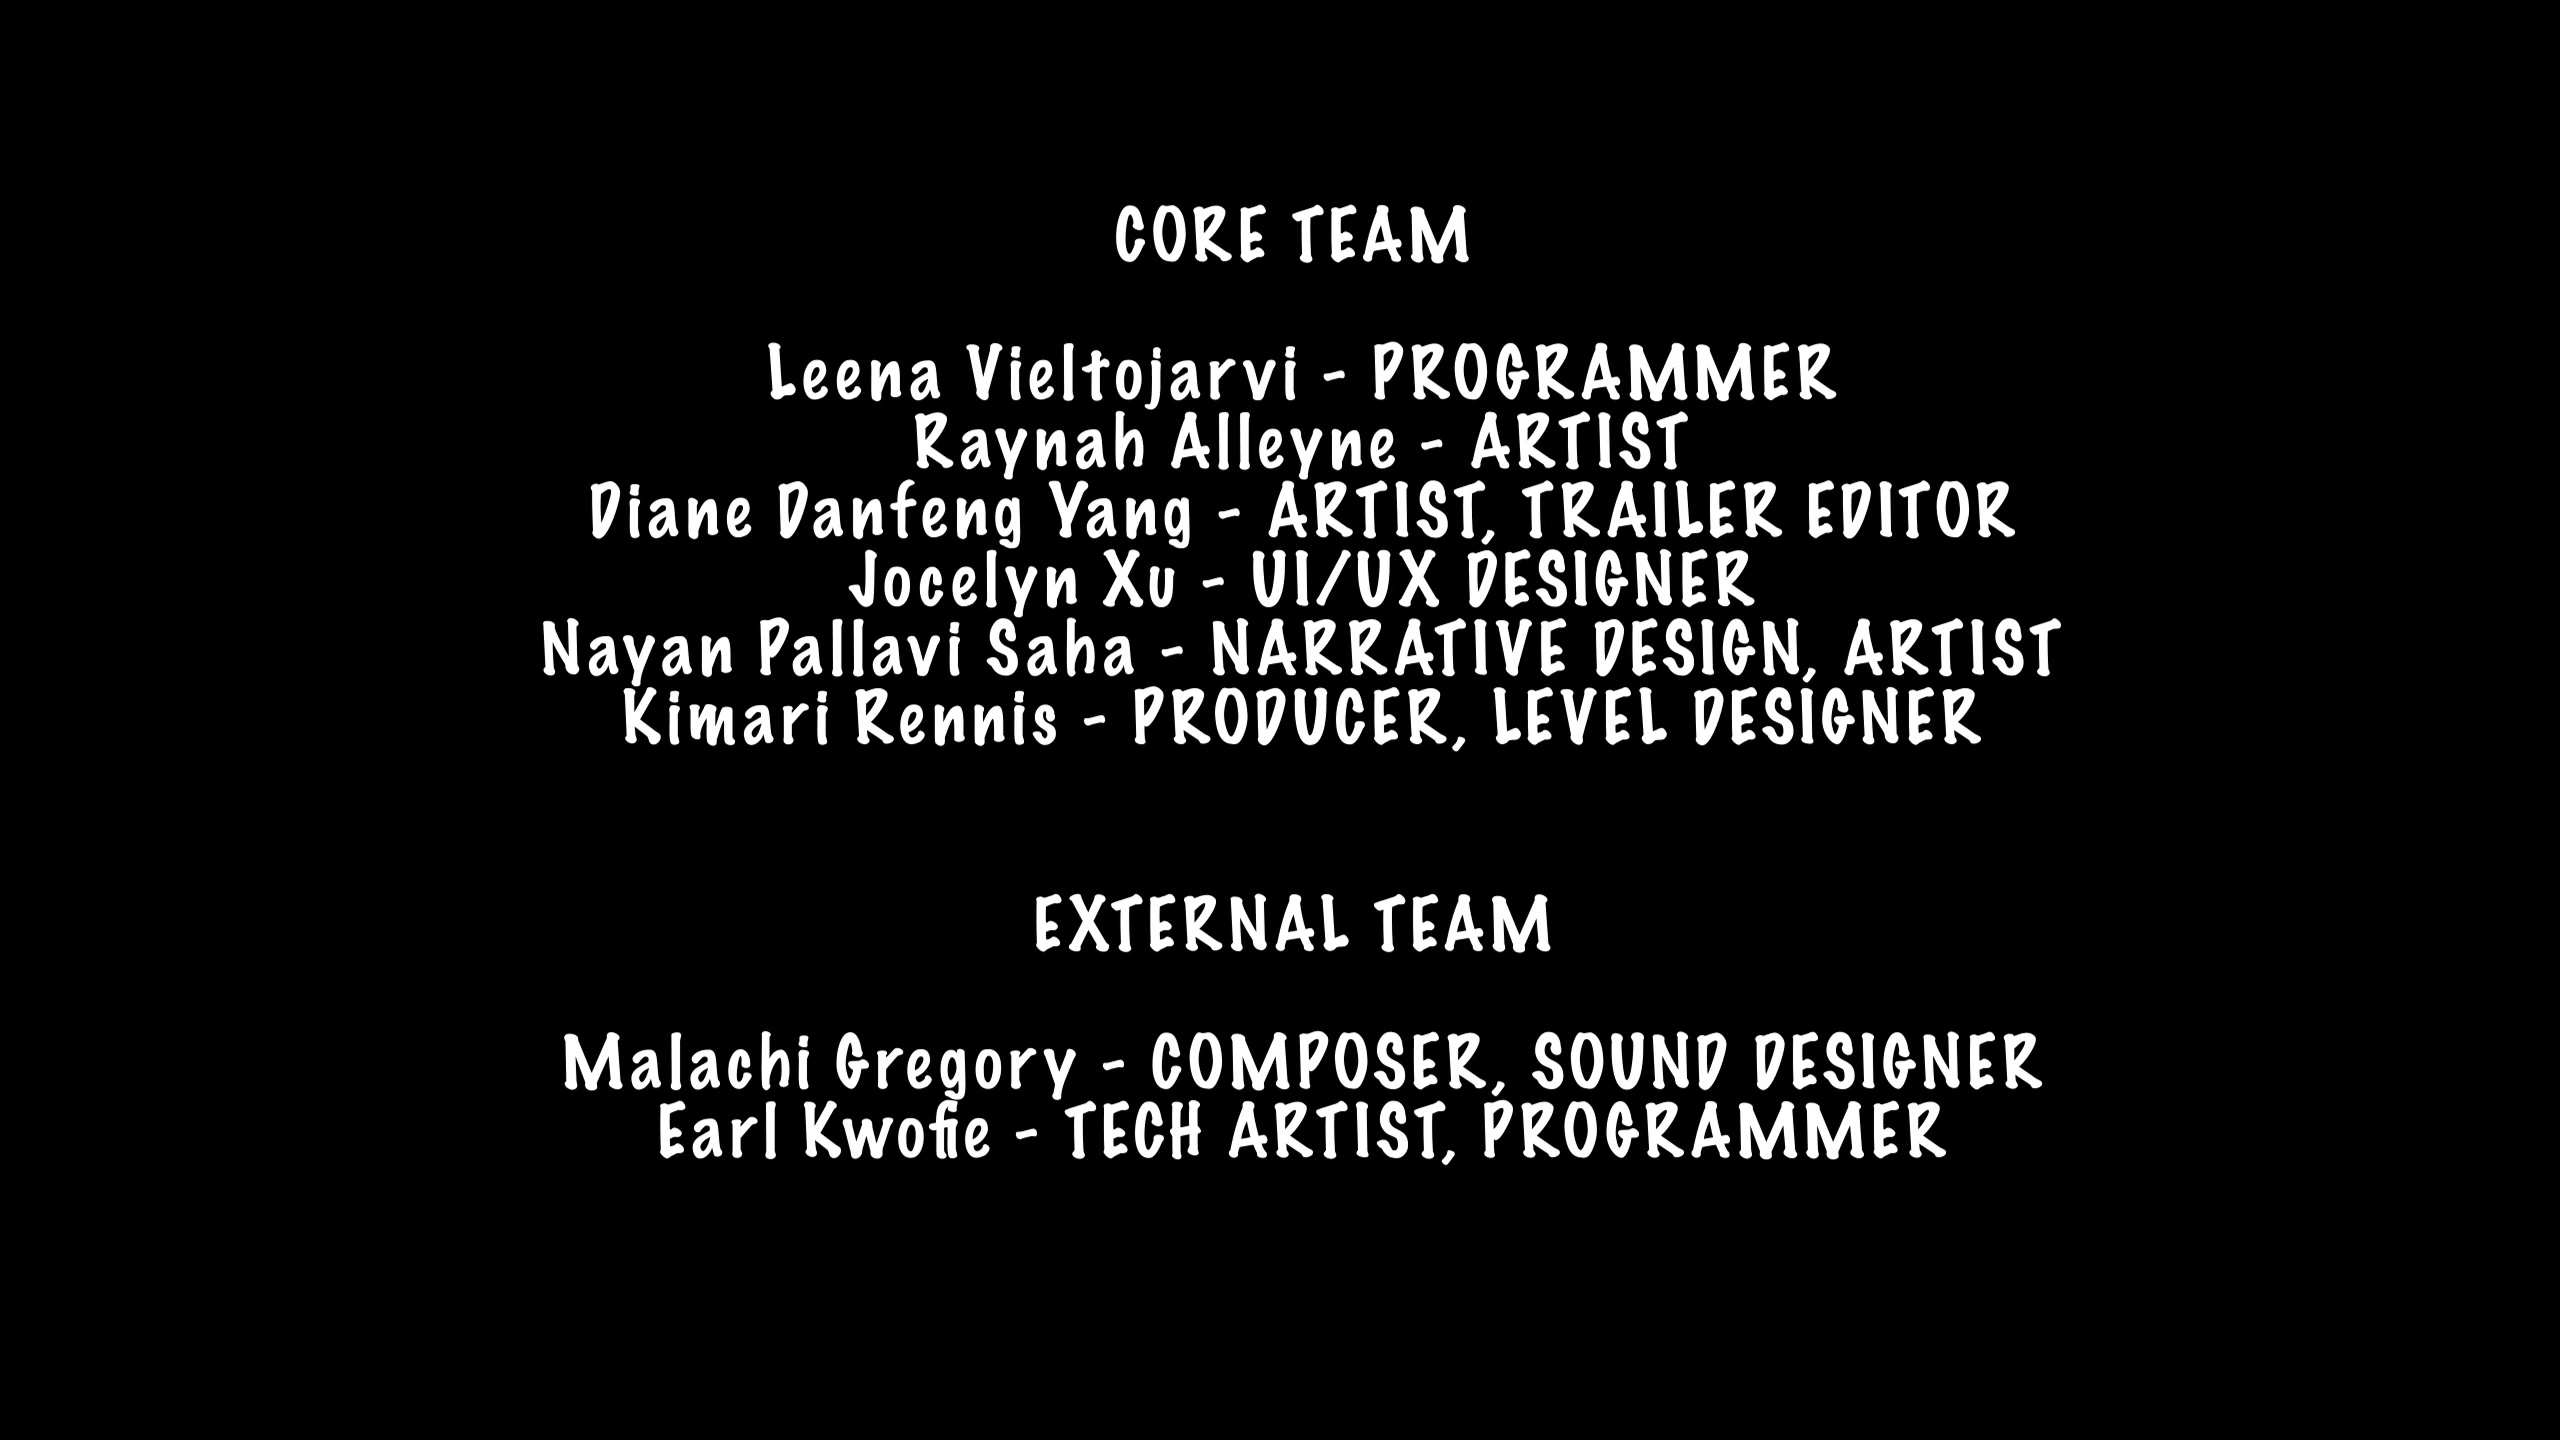 CORE TEAM
Leena Vieltojarvi - PROGRAMMER
Raynah Alleyne - ARTIST
Diane Danfeng Yang - ARTIST, TRAILER EDITOR
Jocelyn Xu - UI/UX DESIGNER
Nayan Pallavi Saha - NARRATIVE DESIGN, ARTIST
Kimari Rennis - PRODUCER, LEVEL DESIGNER
EXTERNAL TEAM
Malachi Gregory - COMPOSER, SOUND DESIGNER
Earl Kwofie - TECH ARTIST, PROGRAMMER